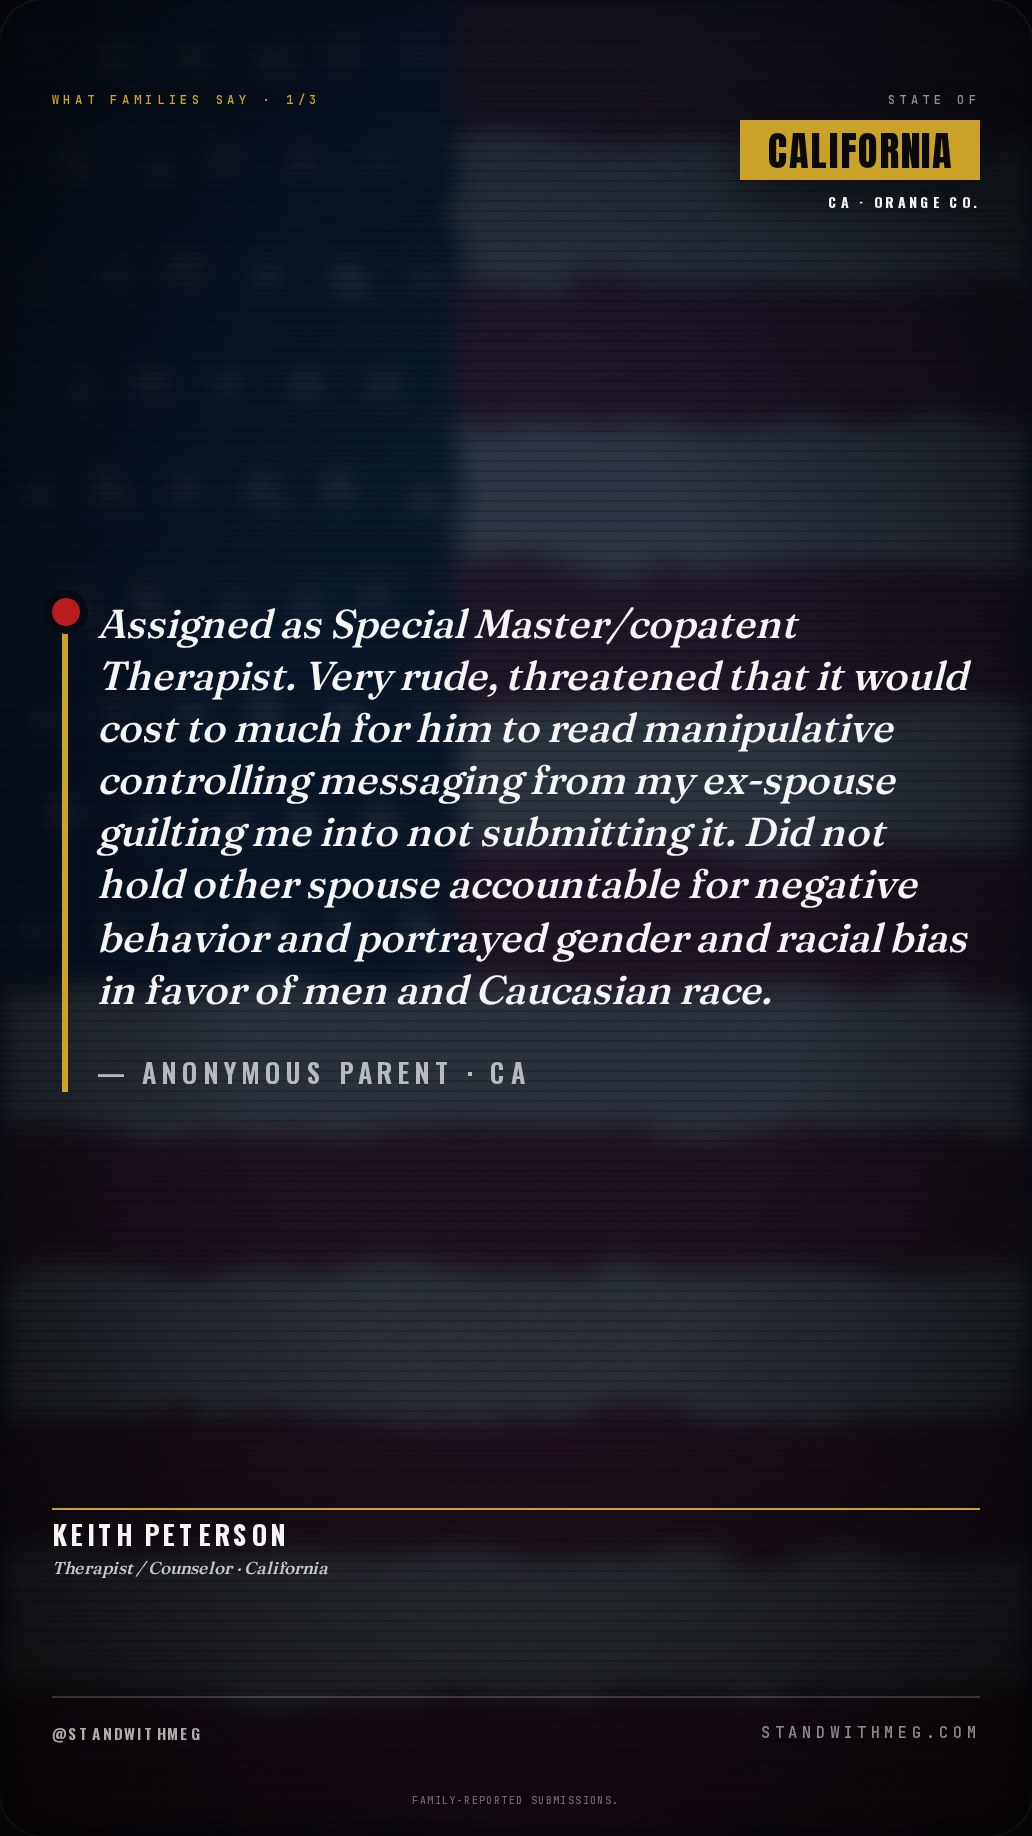 WHAT FAMILIES SAY · 1/3
STATE OF
CALIFORNIA
CA · ORANGE CO.
Assigned as Special Master/copatent
Therapist. Very rude, threatened that it would
cost to much for him to read manipulative
controlling messaging from my ex-spouse
guilting me into not submitting it. Did not
hold other spouse accountable for negative
behavior and portrayed gender and racial bias
in favor of men and Caucasian race.
— ANONYMOUS PARENT · CA
KEITH PETERSON
Therapist / Counselor · California
@STANDWITHMEG
STANDWITHMEG.COM
FAMILY-REPORTED SUBMISSIONS.